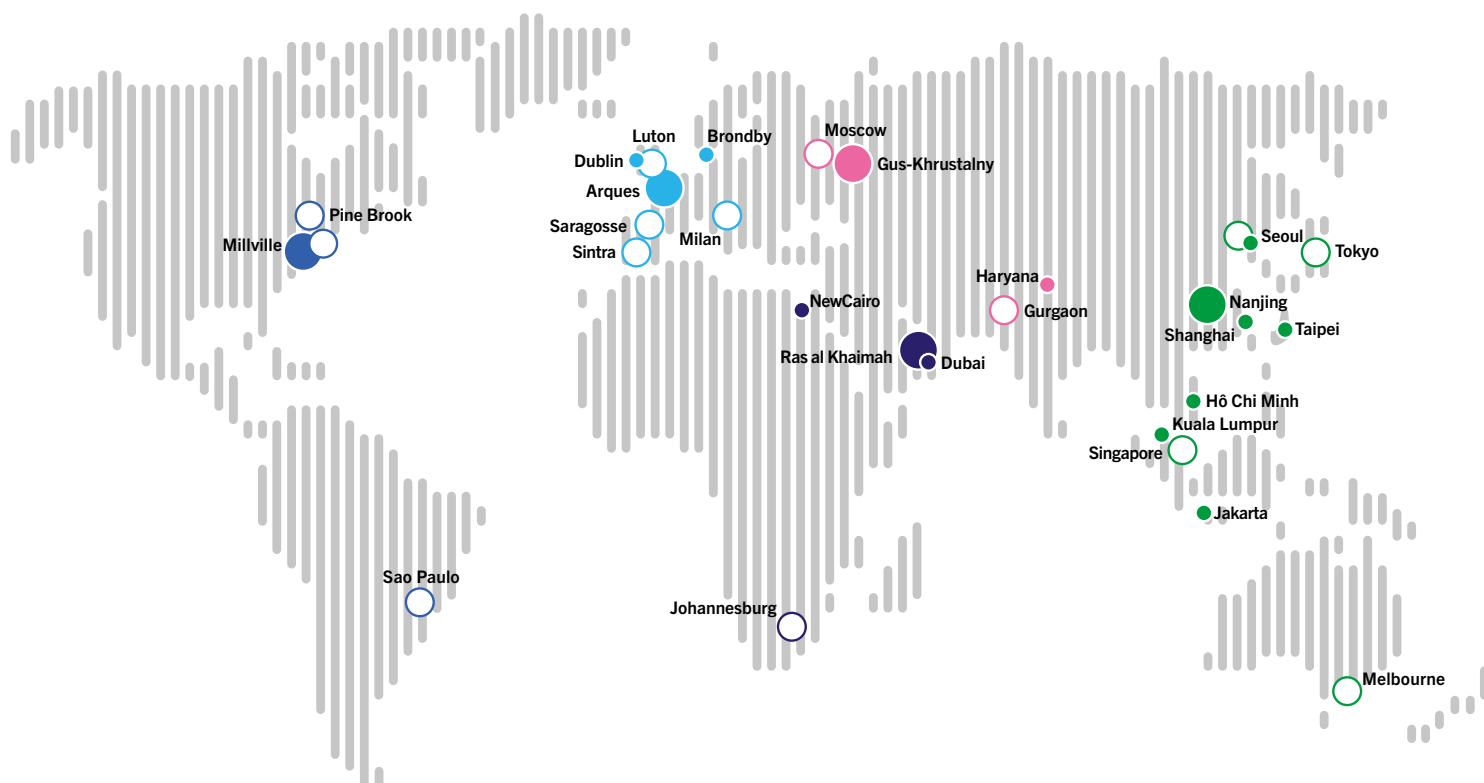 Luton
Brondby
Moscow
Dublin
Gus-Khrustalny
Arques
Pine Brook
Saragosse
Milan
Millville
Sintra
Seoul
Tokyo
Haryana
NewCairo
Gurgaon
Nanjing
Shanghai
Taipei
Ras al Khaimah
Dubai
Hô Chi Minh
Kuala Lumpur
Singapore
Jakarta
Sao Paulo
Johannesburg
Melbourne